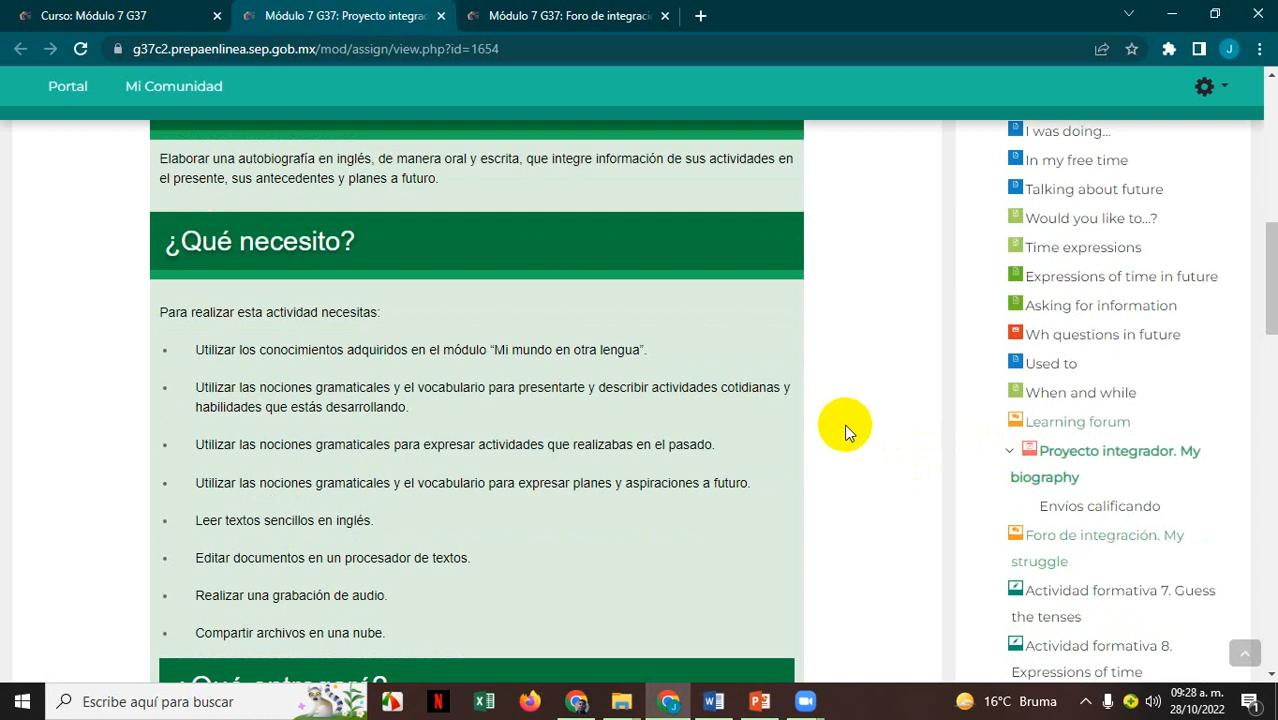 Curso: Módulo 7 G37
Módulo 7 G37: Proyecto integrado
Módulo 7 G37: Foro de integració
g37c2.prepaenlinea.sep.gob.mx/mod/assign/view.php?id=1654
J
Portal
Mi Comunidad
Elaborar una autobiografía en inglés, de manera oral y escrita, que integre información de sus actividades en
el presente, sus antecedentes y planes a futuro.
¿Qué necesito?
Para realizar esta actividad necesitas:
Utilizar los conocimientos adquiridos en el módulo “Mi mundo en otra lengua”.
Utilizar las nociones gramaticales y el vocabulario para presentarte y describir actividades cotidianas y
habilidades que estás desarrollando.
Utilizar las nociones gramaticales para expresar actividades que realizabas en el pasado.
Utilizar las nociones gramaticales y el vocabulario para expresar planes y aspiraciones a futuro.
Leer textos sencillos en inglés.
Editar documentos en un procesador de textos.
Realizar una grabación de audio.
Compartir archivos en una nube.
I was doing...
In my free time
Talking about future
Would you like to...?
Time expressions
Expressions of time in future
Asking for information
Wh questions in future
Used to
When and while
Learning forum
Proyecto integrador. My
biography
Envíos calificando
Foro de integración. My
struggle
Actividad formativa 7. Guess
the tenses
Actividad formativa 8.
Expressions of time
Escribe aquí para buscar
16°C Bruma
09:28 a. m.
28/10/2022